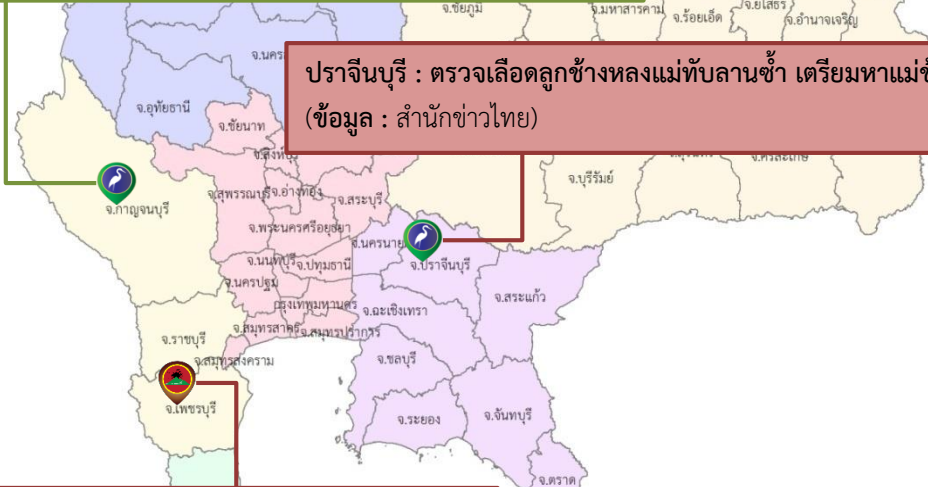 จ.ชัยภูมิ
จ.มหาสารคาม
จ.ร้อยเอ็ด
จ.ยโสธร
จ.อำนาจเจริญ
ปราจีนบุรี : ตรวจเลือดลูกช้างหลงแม่ทับลานซ้ำ เตรียมหาแม่
(ข้อมูล : สำนักข่าวไทย)
จ.อุทัยธานี
จ.ชัยนาท
จ.บุรีรัมย์
จ.กาญจนบุรี
จ.สุพรรณบุรี
จ.อ่างทอง
จ.สระบุรี
จ.พระนครศรีอยุธยา
จ.นครนาย
จ.นนทบุรี
จ.ปทุมธานี
จ.ปราจีนบุรี
จ.นครปฐม
กรุงเทพมหานคร
จ.ฉะเชิงเทรา
จ.สระแก้ว
จ.สมุทรสาคร
จ.สมุทรปราการ
จ.ราชบุรี
จ.สมุทรสงคราม
จ.ชลบุรี
จ.เพชรบุรี
จ.ระยอง
จ.จันทบุรี
จ.ตราด